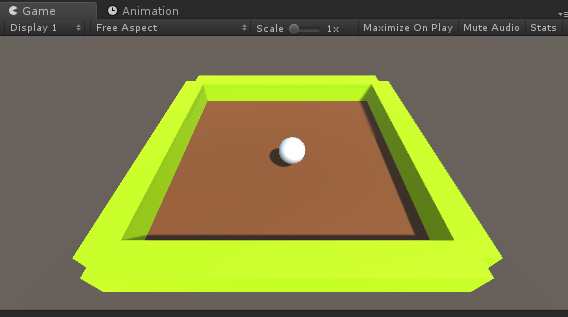 Game Animation
Display 1 Free Aspect Scale 1x Maximize On Play Mute Audio Stats